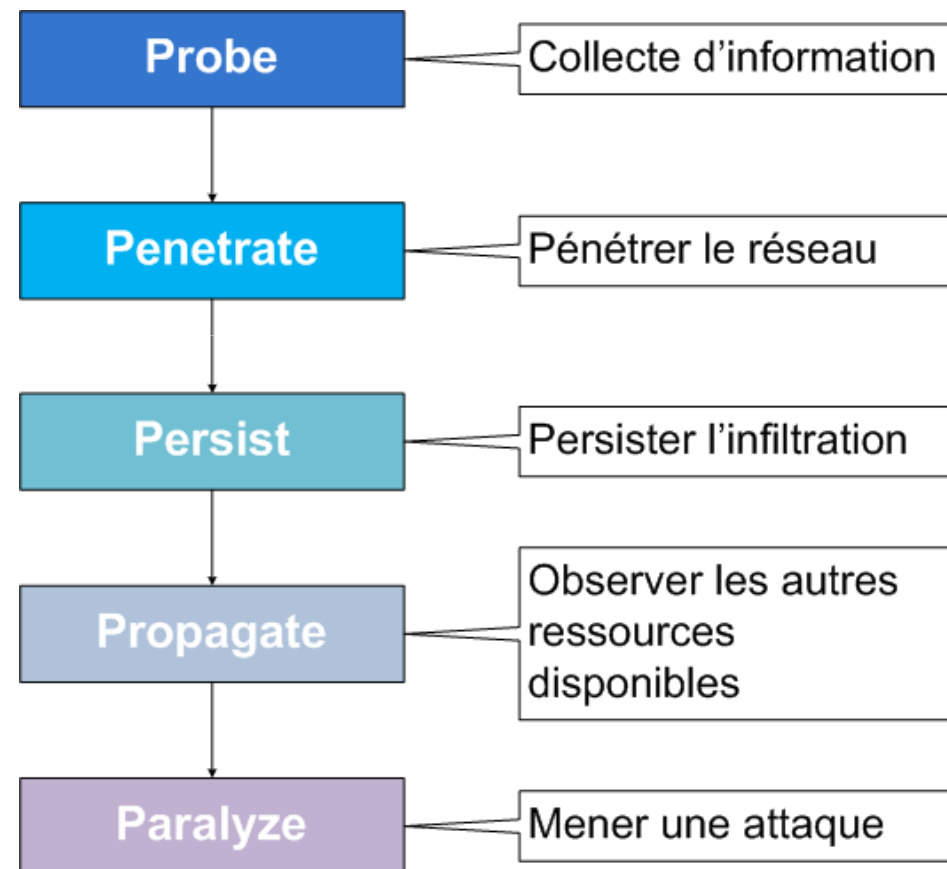 Probe
Collecte d’information
Penetrate
Pénétrer le réseau
Persist
Persister l’infiltration
Propagate
Observer les autres
ressources
disponibles
Paralyze
Mener une attaque